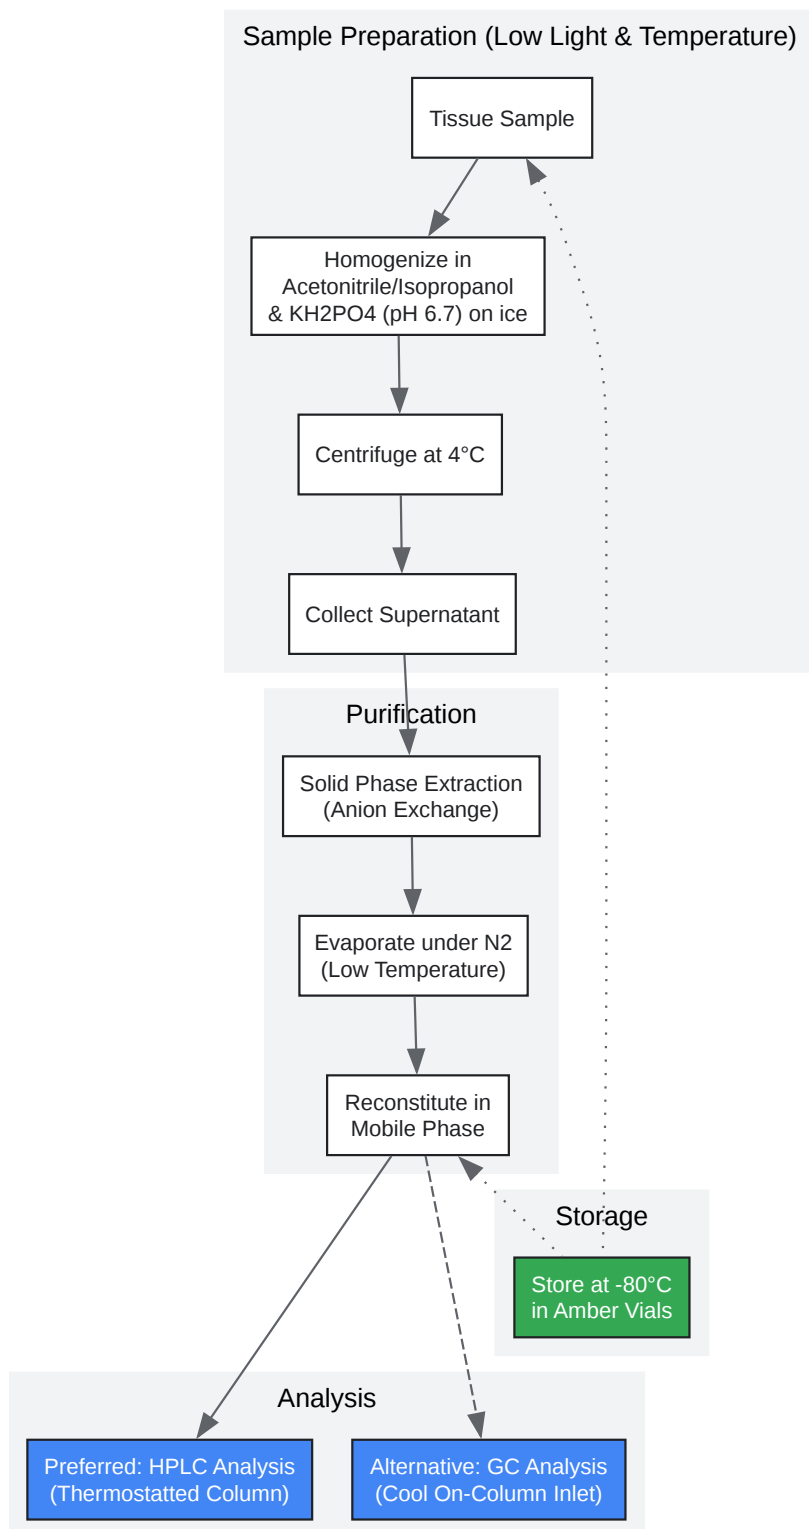 Sample Preparation (Low Light & Temperature)
Tissue Sample
Homogenize in
Acetonitrile/Isopropanol
& KH2PO4 (pH 6.7) on ice
Centrifuge at 4°C
Collect Supernatant
Purification
Solid Phase Extraction
(Anion Exchange)
Evaporate under N2
(Low Temperature)
Reconstitute in
Mobile Phase
Storage
Store at -80°C
in Amber Vials
Analysis
Preferred: HPLC Analysis
(Thermostatted Column)
Alternative: GC Analysis
(Cool On-Column Inlet)